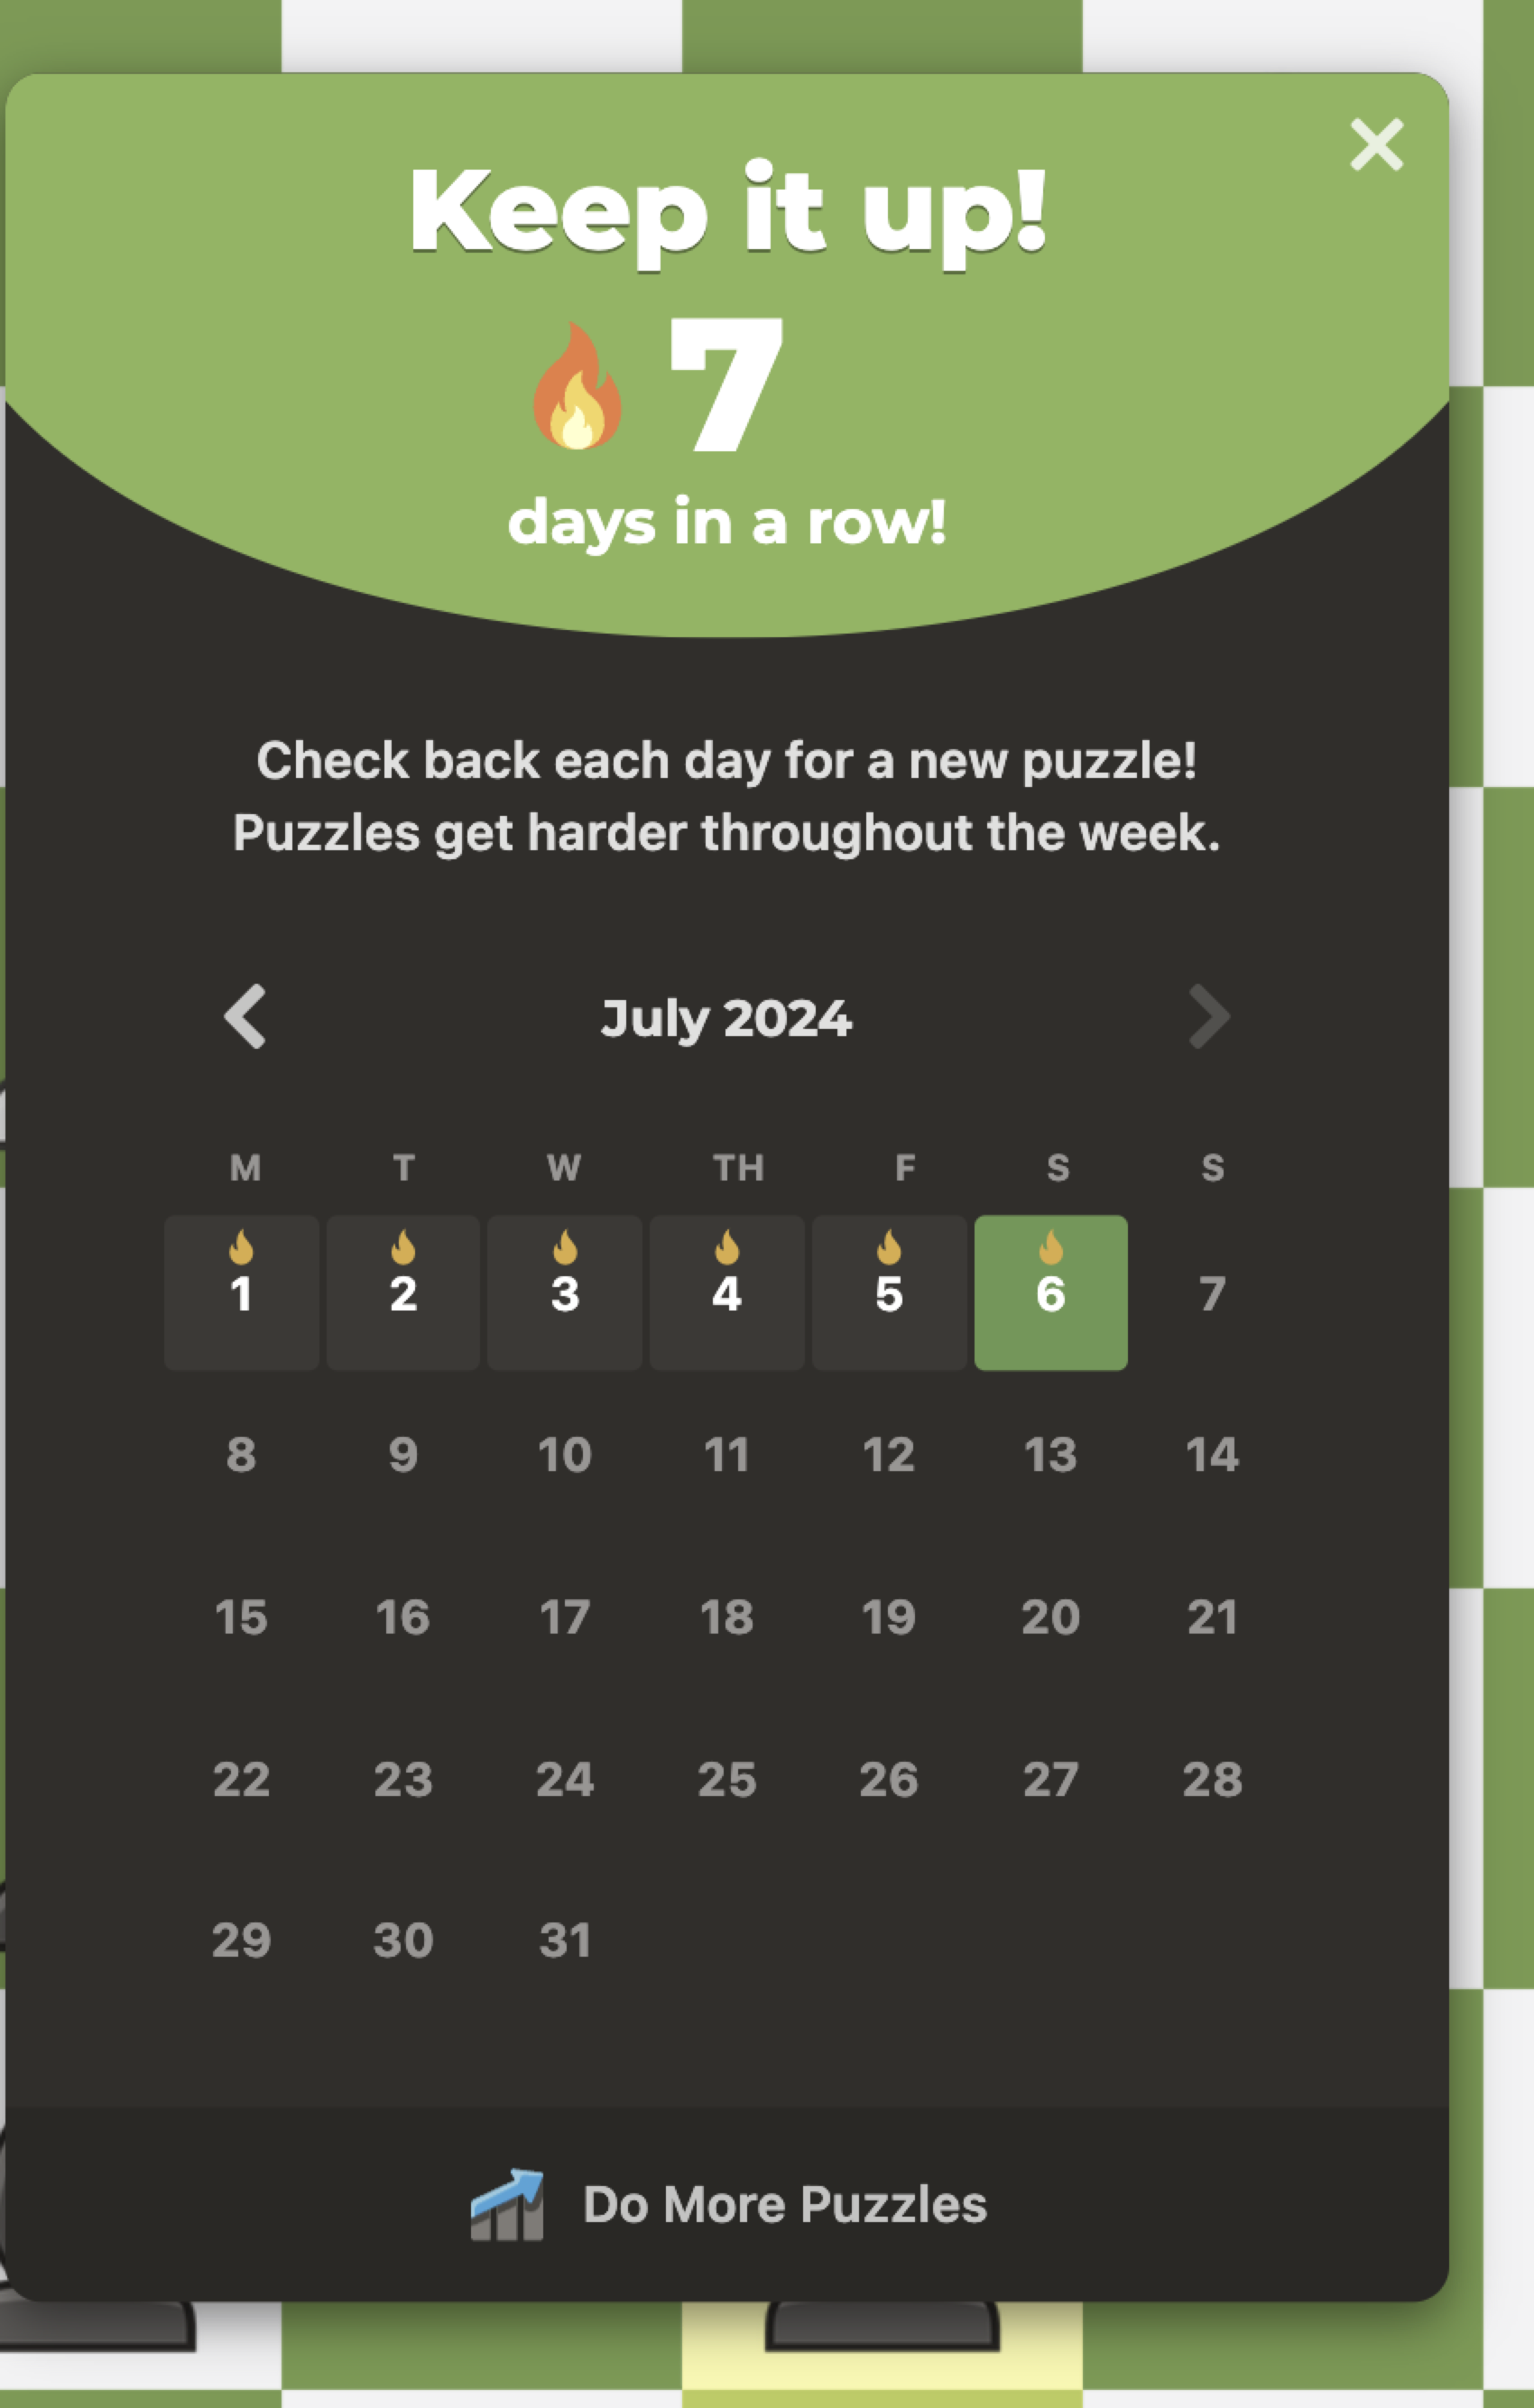 Keep it up!
7
days in a row!
Check back each day for a new puzzle!
Puzzles get harder throughout the week.
July 2024
M T W TH F S S
1 2 3 4 5 6 7
8 9 10 11 12 13 14
15 16 17 18 19 20 21
22 23 24 25 26 27 28
29 30 31
Do More Puzzles